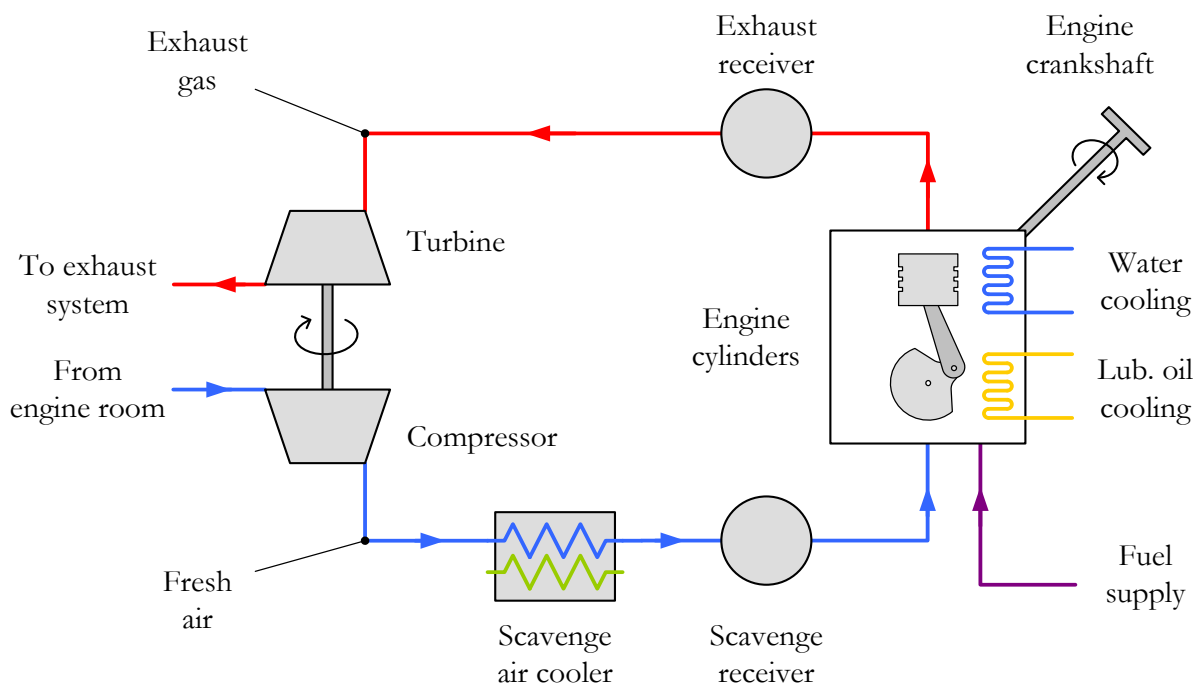 Exhaust
gas
Exhaust
receiver
Engine
crankshaft
Turbine
To exhaust
system
Water
cooling
Engine
cylinders
From
engine room
Lub. oil
cooling
Compressor
Fresh
air
Scavenge
air cooler
Scavenge
receiver
Fuel
supply